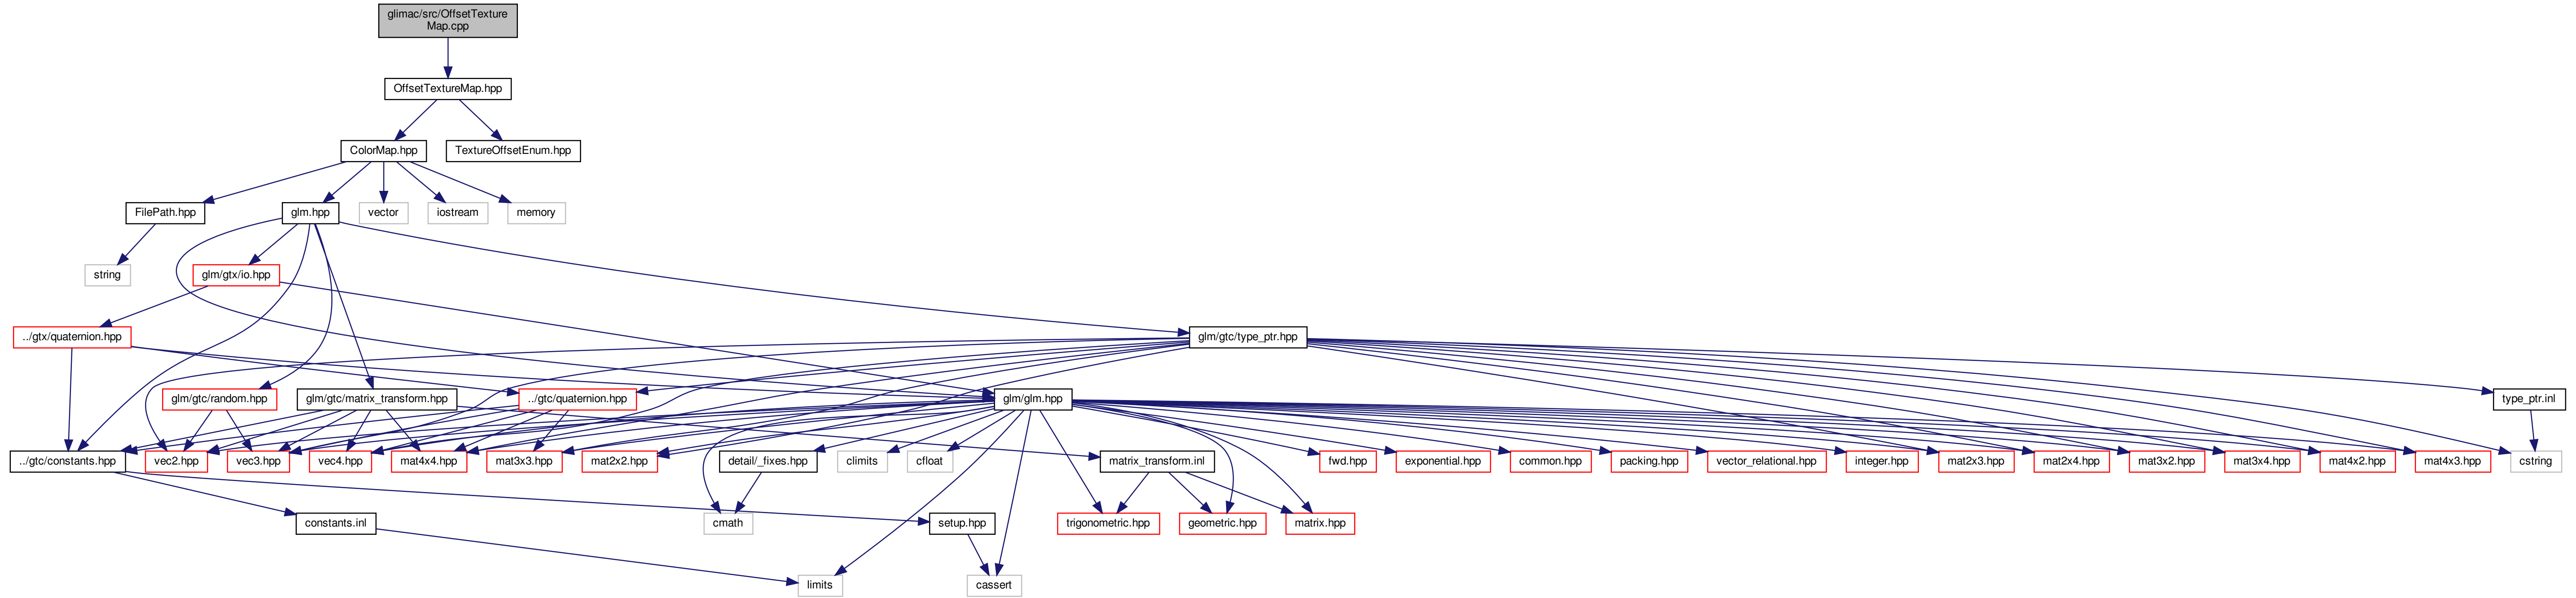 glimac/src/OffsetTexture
Map.cpp
OffsetTextureMap.hpp
ColorMap.hpp
TextureOffsetEnum.hpp
FilePath.hpp
glm.hpp
vector
iostream
memory
string
glm/gtx/io.hpp
../gtx/quaternion.hpp
glm/gtc/type_ptr.hpp
glm/gtc/random.hpp
glm/gtc/matrix_transform.hpp
../gtc/quaternion.hpp
glm/glm.hpp
type_ptr.inl
../gtc/constants.hpp
vec2.hpp
vec3.hpp
vec4.hpp
mat4x4.hpp
mat3x3.hpp
mat2x2.hpp
detail/_fixes.hpp
climits
cfloat
matrix_transform.inl
fwd.hpp
exponential.hpp
common.hpp
packing.hpp
vector_relational.hpp
integer.hpp
mat2x3.hpp
mat2x4.hpp
mat3x2.hpp
mat3x4.hpp
mat4x2.hpp
mat4x3.hpp
cstring
constants.inl
cmath
setup.hpp
trigonometric.hpp
geometric.hpp
matrix.hpp
limits
cassert